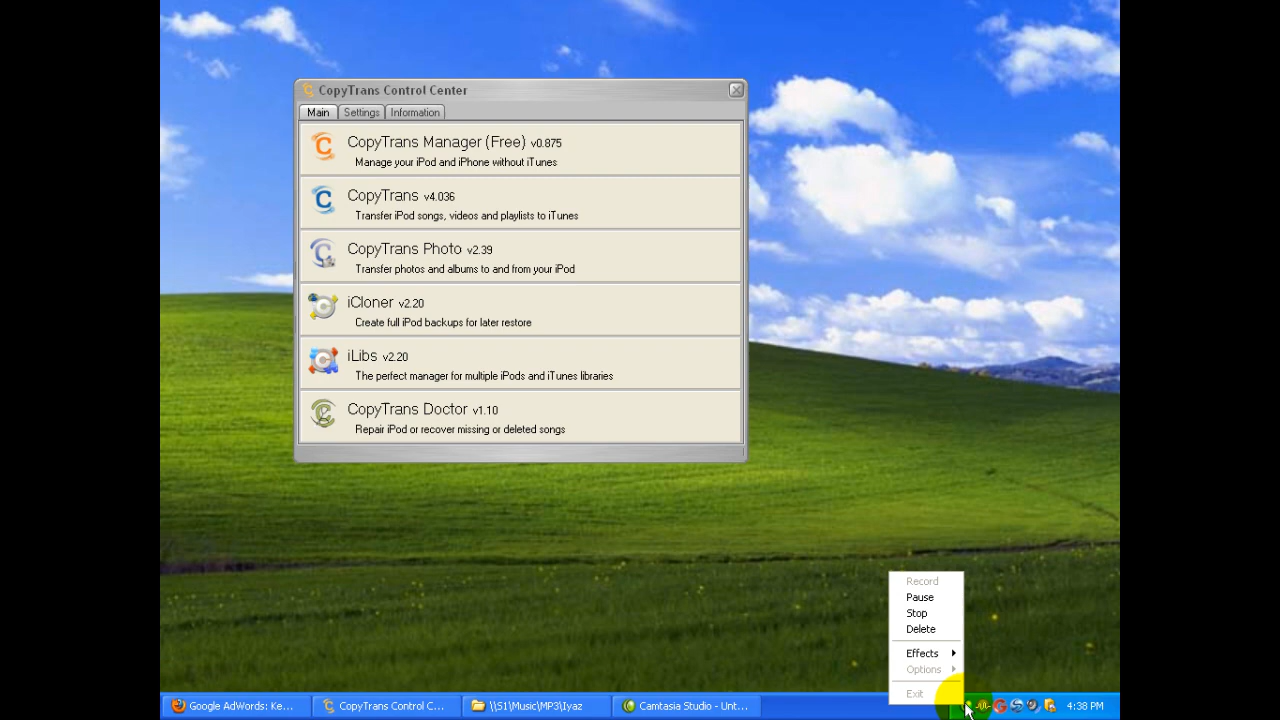 CopyTrans Control Center
Main Settings Information
CopyTrans Manager (Free) v0.875
Manage your iPod and iPhone without iTunes
CopyTrans v4.036
Transfer iPod songs, videos and playlists to iTunes
CopyTrans Photo v2.39
Transfer photos and albums to and from your iPod
iCloner v2.20
Create full iPod backups for later restore
iLibs v2.20
The perfect manager for multiple iPods and iTunes libraries
CopyTrans Doctor v1.10
Repair iPod or recover missing or deleted songs
Record
Pause
Stop
Delete
Effects
Options
Exit
Google AdWords: Ke... CopyTrans Control C... \\S1\Music\MP3\Iyaz Camtasia Studio - Unt... 4:38 PM